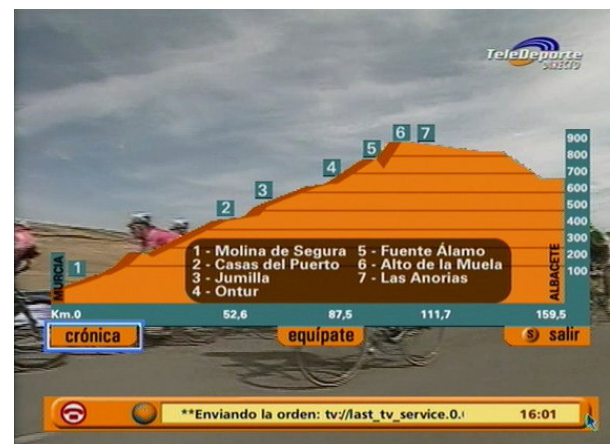 TeleDeporte
DIRECTO
6 7
5
4
3
2
1
900
800
700
600
500
400
300
200
100
MURCIA
ALBACETE
1 - Molina de Segura 5 - Fuente Álamo
2 - Casas del Puerto 6 - Alto de la Muela
3 - Jumilla 7 - Las Anorias
4 - Ontur
Km.0 52,6 87,5 111,7 159,5
crónica equípate S salir
**Enviando la orden: tv://last_tv_service.0.( 16:01